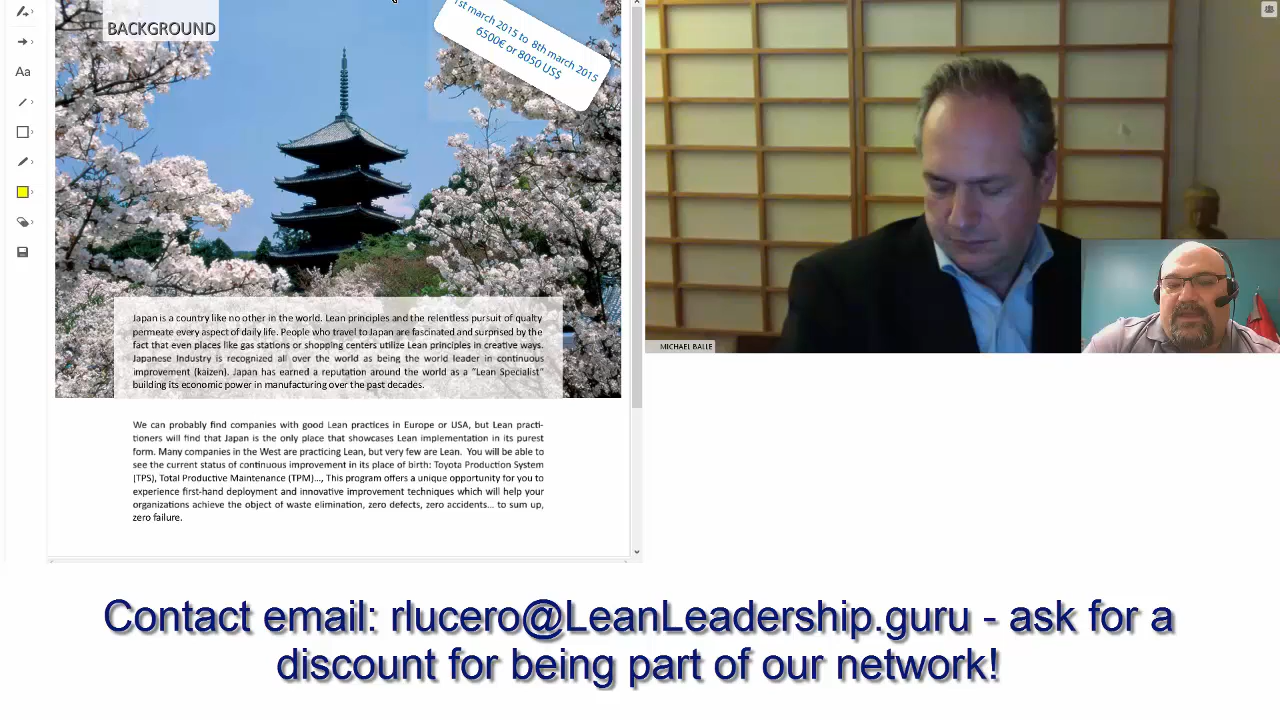 BACKGROUND
1st march 2015 to 8th march 2015
6500€ or 8050 US$
Aa
Japan is a country like no other in the world. Lean principles and the relentless pursuit of qualty
permeate every aspect of daily life. People who travel to Japan are fascinated and surprised by the
fact that even places like gas stations or shopping centers utilize Lean principles in creative ways.
Japanese Industry is recognized all over the world as being the world leader in continuous
improvement (kaizen). Japan has earned a reputation around the world as a “Lean Specialist”
building its economic power in manufacturing over the past decades.
We can probably find companies with good Lean practices in Europe or USA, but Lean practi-
tioners will find that Japan is the only place that showcases Lean implementation in its purest
form. Many companies in the West are practicing Lean, but very few are Lean. You will be able to
see the current status of continuous improvement in its place of birth: Toyota Production System
(TPS), Total Productive Maintenance (TPM)..., This program offers a unique opportunity for you to
experience first-hand deployment and innovative improvement techniques which will help your
organizations achieve the object of waste elimination, zero defects, zero accidents... to sum up,
zero failure.
MICHAEL BALLE
Contact email: rlucero@LeanLeadership.guru - ask for a
discount for being part of our network!